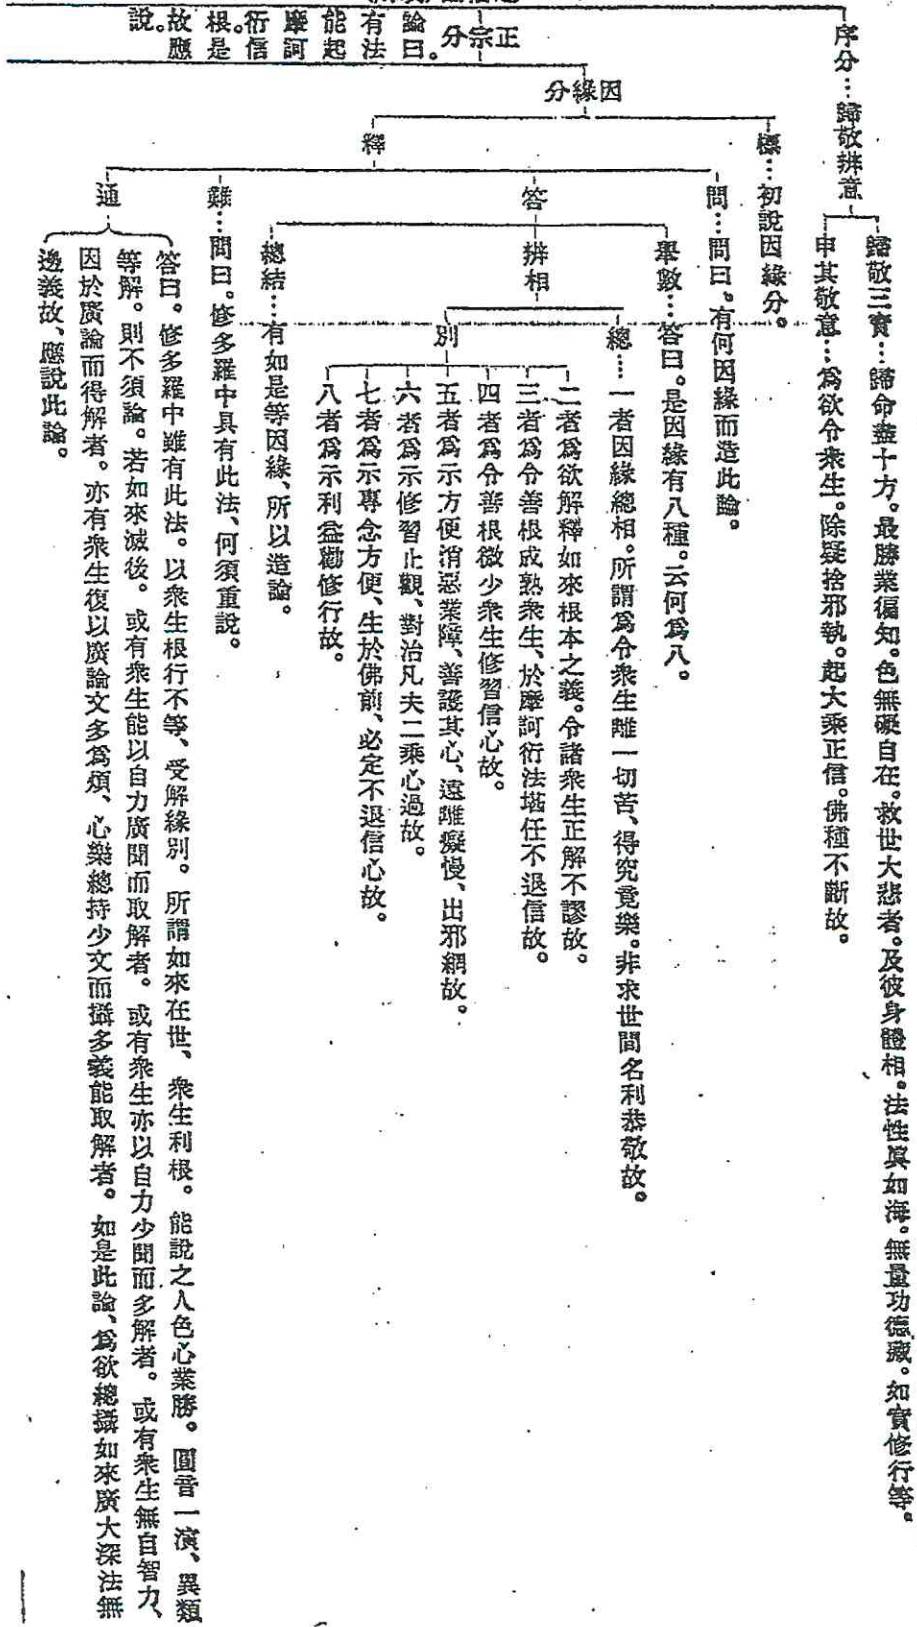 序分…歸敬辨意
歸敬三寶…歸命盡十方。最勝業徧知。色無礙自在。救世大悲者。及彼身體相。法性眞如海。無量功德藏。如實修行等。
申其敬意…爲欲令衆生。除疑捨邪執。起大乘正信。佛種不斷故。
正宗分
論曰。
有法
能起
摩訶
衍信
根。是
故應
說。
因緣分
標…初說因緣分。
釋
問…問曰。有何因緣而造此論。
答
舉數…答曰。是因緣有八種。云何爲八。
辨相
總…一者因緣總相。所謂爲令衆生離一切苦、得究竟樂。非求世間名利恭敬故。
別
二者爲欲解釋如來根本之義。令諸衆生正解不謬故。
三者爲令善根成熟衆生、於摩訶衍法堪任不退信故。
四者爲令善根微少衆生修習信心故。
五者爲示方便消惡業障、善護其心、遠離癡慢、出邪網故。
六者爲示修習止觀、對治凡夫二乘心過故。
七者爲示專念方便、生於佛前、必定不退信心故。
八者爲示利益勸修行故。
總結…有如是等因緣、所以造論。
難…問曰。修多羅中具有此法、何須重說。
通
答曰。修多羅中雖有此法。以衆生根行不等、受解緣別。所謂如來在世、衆生利根。能說之人色心業勝。圓音一演、異類
等解。則不須論。若如來滅後。或有衆生能以自力廣聞而取解者。或有衆生亦以自力少聞而多解者。或有衆生無自智力、
因於廣論而得解者。亦有衆生復以廣論文多爲煩、心樂總持少文而攝多義能取解者。如是此論、爲欲總攝如來廣大深法無
邊義故、應說此論。